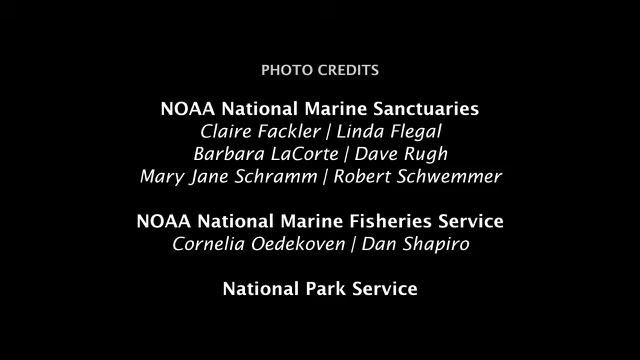 PHOTO CREDITS
NOAA National Marine Sanctuaries
Claire Fackler | Linda Flegal
Barbara LaCorte | Dave Rugh
Mary Jane Schramm | Robert Schwemmer
NOAA National Marine Fisheries Service
Cornelia Oedekoven | Dan Shapiro
National Park Service